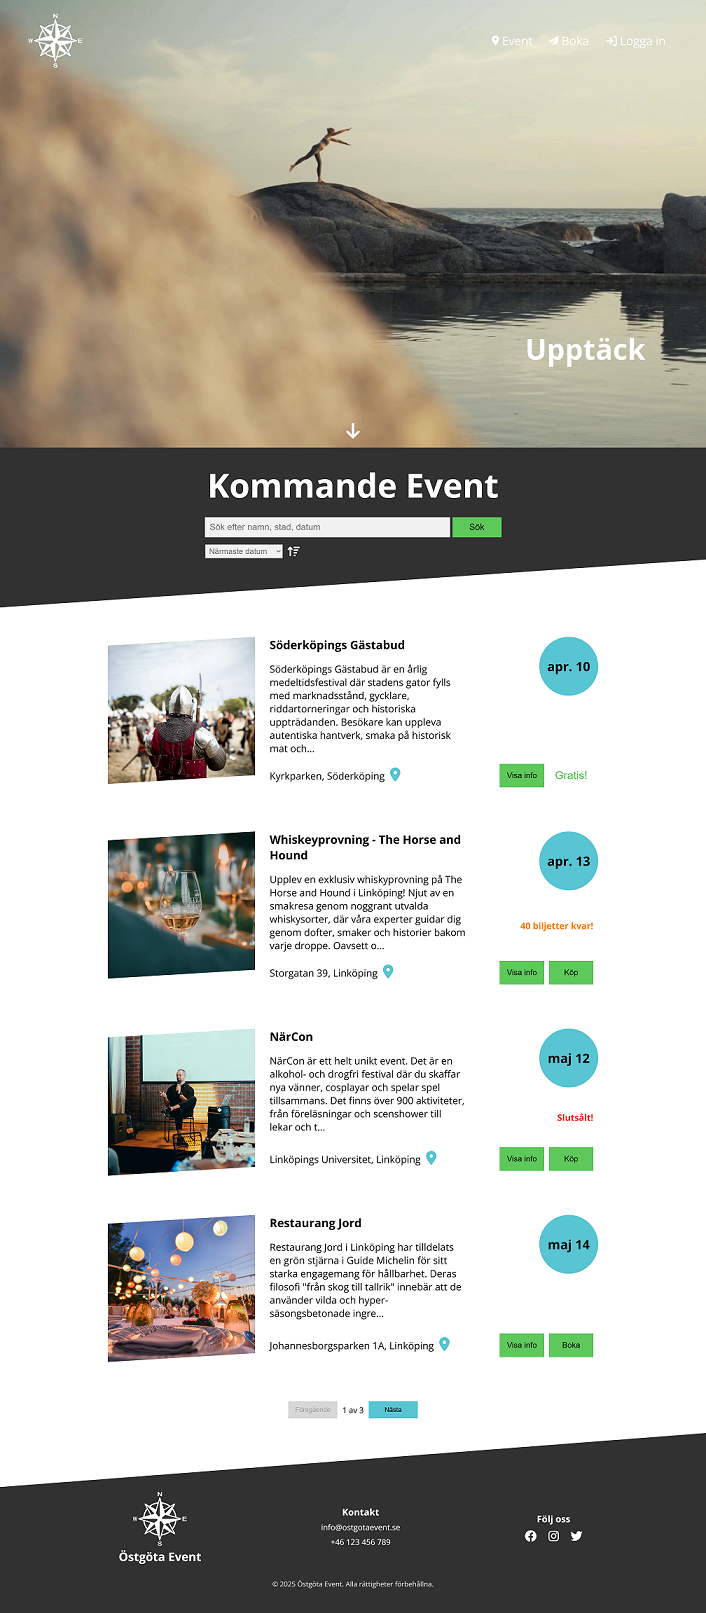 N
W E
S
Event Boka Logga in
Upptäck
Kommande Event
Sök efter namn, stad, datum Sök
Närmaste datum
Söderköpings Gästabud
apr. 10
Söderköpings Gästabud är en årlig
medeltidsfestival där stadens gator fylls
med marknadsstånd, gycklare,
riddartorneringar och historiska
uppträdanden. Besökare kan uppleva
autentiska hantverk, smaka på historisk
mat och...
Kyrkparken, Söderköping
Visa info Gratis!
Whiskeyprovning - The Horse and
Hound
apr. 13
Upplev en exklusiv whiskyprovning på The
Horse and Hound i Linköping! Njut av en
smakresa genom noggrant utvalda
whiskysorter, där våra experter guidar dig
genom dofter, smaker och historier bakom
varje droppe. Oavsett o...
40 biljetter kvar!
Storgatan 39, Linköping
Visa info Köp
NärCon
maj 12
NärCon är ett helt unikt event. Det är en
alkohol- och drogfri festival där du skaffar
nya vänner, cosplayar och spelar spel
tillsammans. Det finns över 900 aktiviteter,
från föreläsningar och scenshower till
lekar och t...
Slutsålt!
Linköpings Universitet, Linköping
Visa info Köp
Restaurang Jord
maj 14
Restaurang Jord i Linköping har tilldelats
en grön stjärna i Guide Michelin för sitt
starka engagemang för hållbarhet. Deras
filosofi "från skog till tallrik" innebär att de
använder vilda och hyper-
säsongsbetonade ingre...
Johannesborgsparken 1A, Linköping
Visa info Boka
Föregående 1 av 3 Nästa
N
W E
S
Östgöta Event
Kontakt
info@ostgotaevent.se
+46 123 456 789
Följ oss
© 2025 Östgöta Event. Alla rättigheter förbehållna.